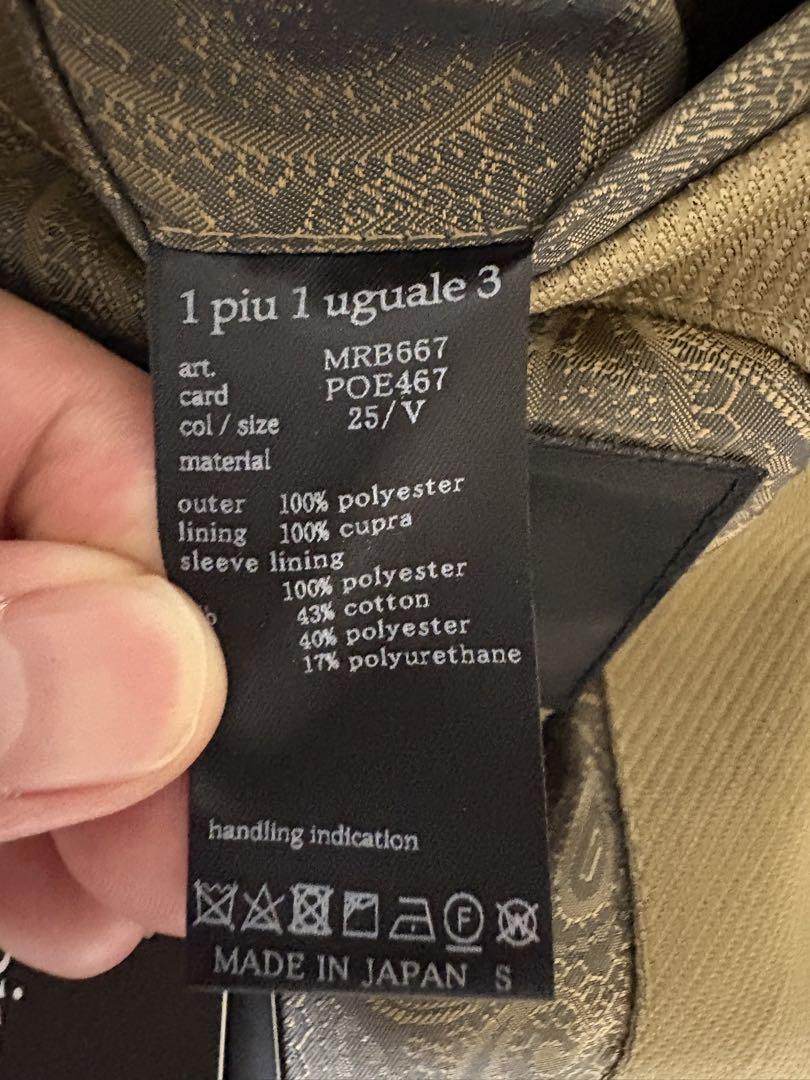 1 piu 1 uguale 3
art. MRB667
card POE467
col / size 25/V
material
outer 100% polyester
lining 100% cupra
sleeve lining
100% polyester
43% cotton
40% polyester
17% polyurethane
handling indication
F W
MADE IN JAPAN S